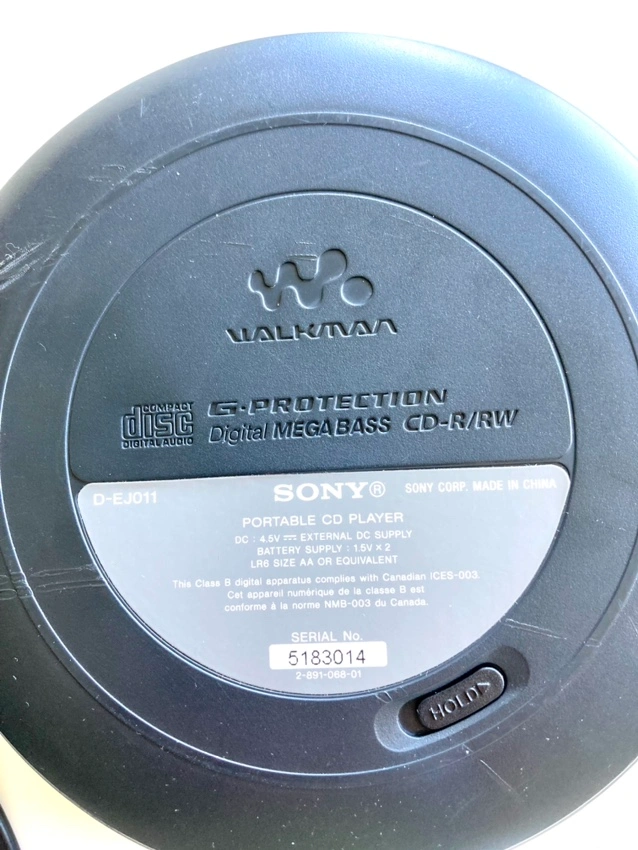 WALKMAN
COMPACT
disc
DIGITAL AUDIO
G-PROTECTION
Digital MEGABASS CD-R/RW
D-EJ011
SONY®
SONY CORP. MADE IN CHINA
PORTABLE CD PLAYER
DC : 4.5V ⎓ EXTERNAL DC SUPPLY
BATTERY SUPPLY : 1.5V × 2
LR6 SIZE AA OR EQUIVALENT
This Class B digital apparatus complies with Canadian ICES-003.
Cet appareil numérique de la classe B est
conforme à la norme NMB-003 du Canada.
SERIAL No.
5183014
2-891-068-01
HOLD